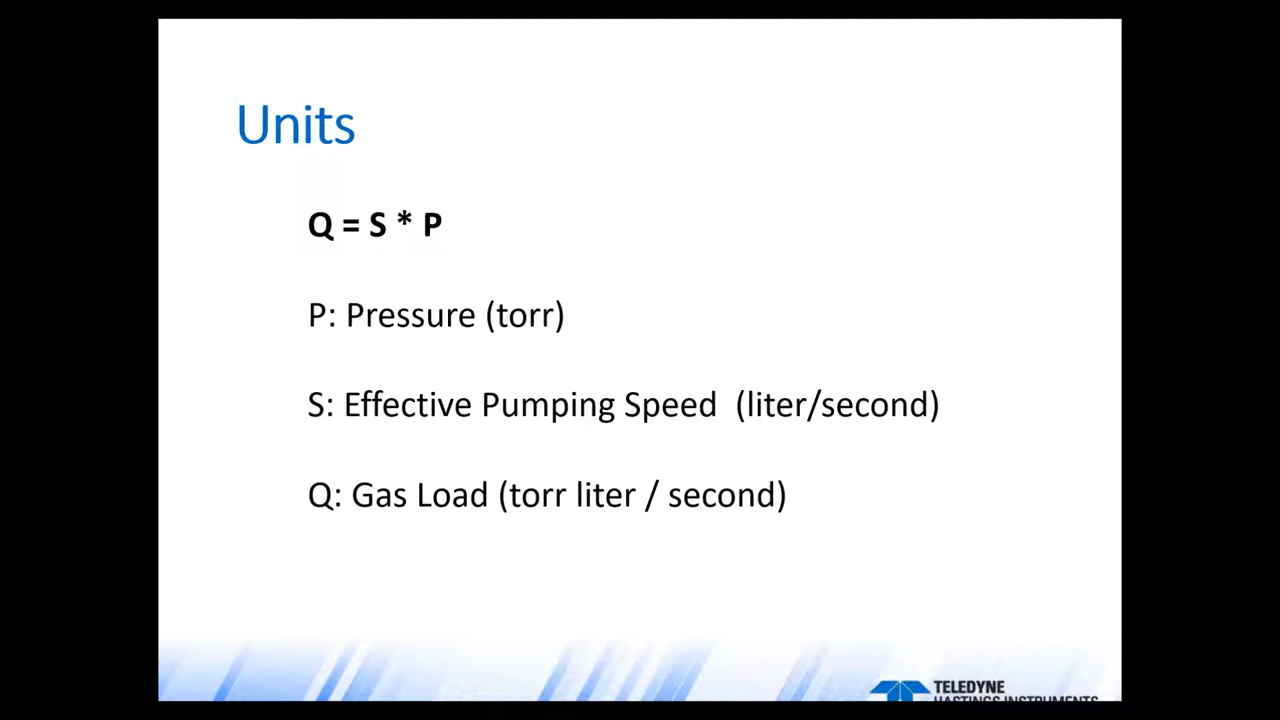 Units
Q = S * P
P: Pressure (torr)
S: Effective Pumping Speed (liter/second)
Q: Gas Load (torr liter / second)
TELEDYNE
HASTINGS INSTRUMENTS